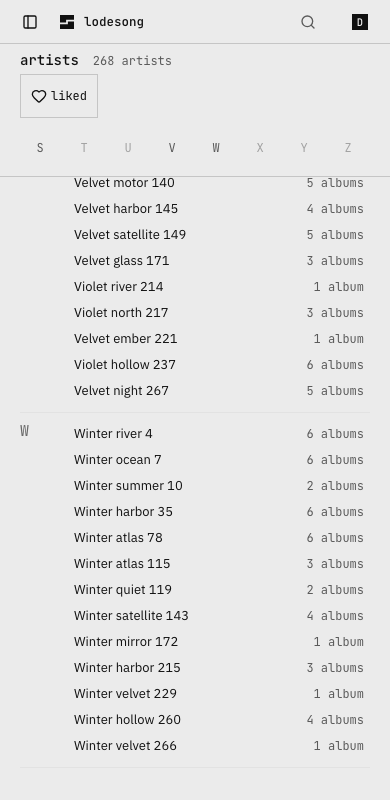 lodesong
D
artists 268 artists
liked
S T U V W X Y Z
Velvet motor 140 5 albums
Velvet harbor 145 4 albums
Velvet satellite 149 5 albums
Velvet glass 171 3 albums
Violet river 214 1 album
Violet north 217 3 albums
Velvet ember 221 1 album
Violet hollow 237 6 albums
Velvet night 267 5 albums
W
Winter river 4 6 albums
Winter ocean 7 6 albums
Winter summer 10 2 albums
Winter harbor 35 6 albums
Winter atlas 78 6 albums
Winter atlas 115 3 albums
Winter quiet 119 2 albums
Winter satellite 143 4 albums
Winter mirror 172 1 album
Winter harbor 215 3 albums
Winter velvet 229 1 album
Winter hollow 260 4 albums
Winter velvet 266 1 album